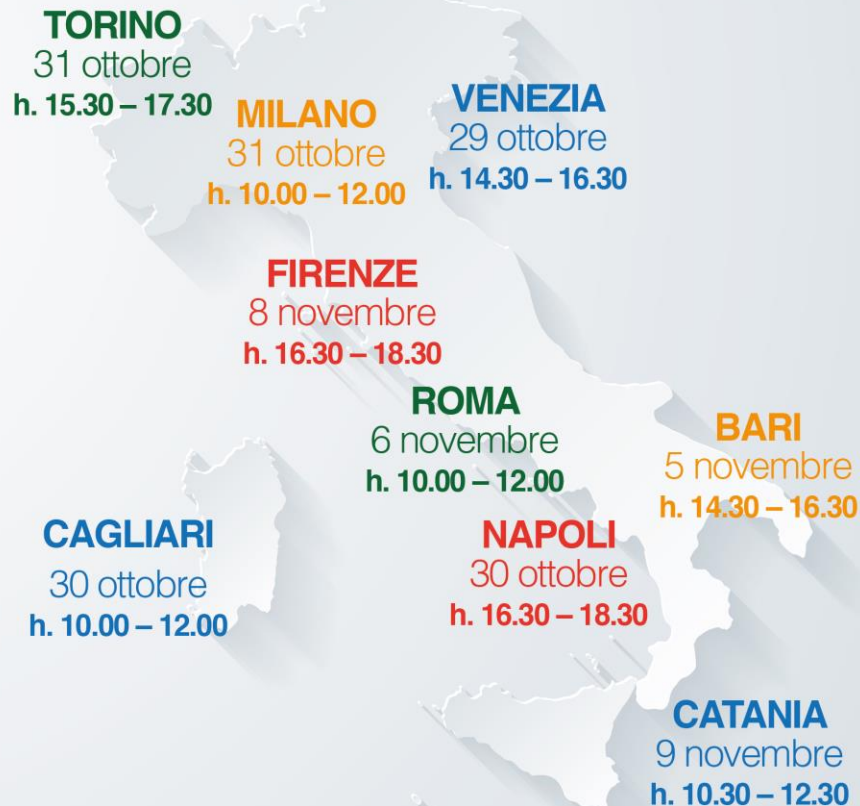 TORINO
31 ottobre
h. 15.30 – 17.30
MILANO
31 ottobre
h. 10.00 – 12.00
VENEZIA
29 ottobre
h. 14.30 – 16.30
FIRENZE
8 novembre
h. 16.30 – 18.30
ROMA
6 novembre
h. 10.00 – 12.00
BARI
5 novembre
h. 14.30 – 16.30
CAGLIARI
30 ottobre
h. 10.00 – 12.00
NAPOLI
30 ottobre
h. 16.30 – 18.30
CATANIA
9 novembre
h. 10.30 – 12.30